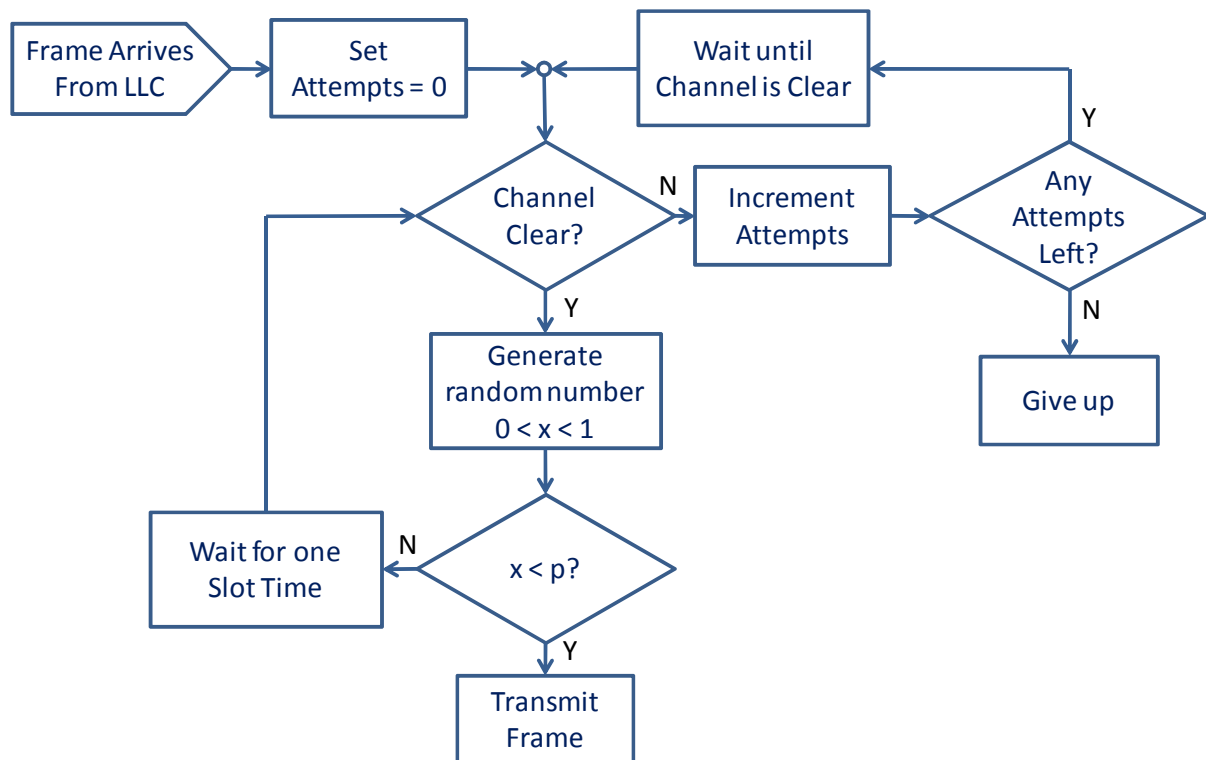 Frame Arrives
From LLC
Set
Attempts = 0
Wait until
Channel is Clear
Y
Channel
Clear?
N
Increment
Attempts
Any
Attempts
Left?
Y
N
Generate
random number
0 < x < 1
Give up
Wait for one
Slot Time
N
x < p?
Y
Transmit
Frame